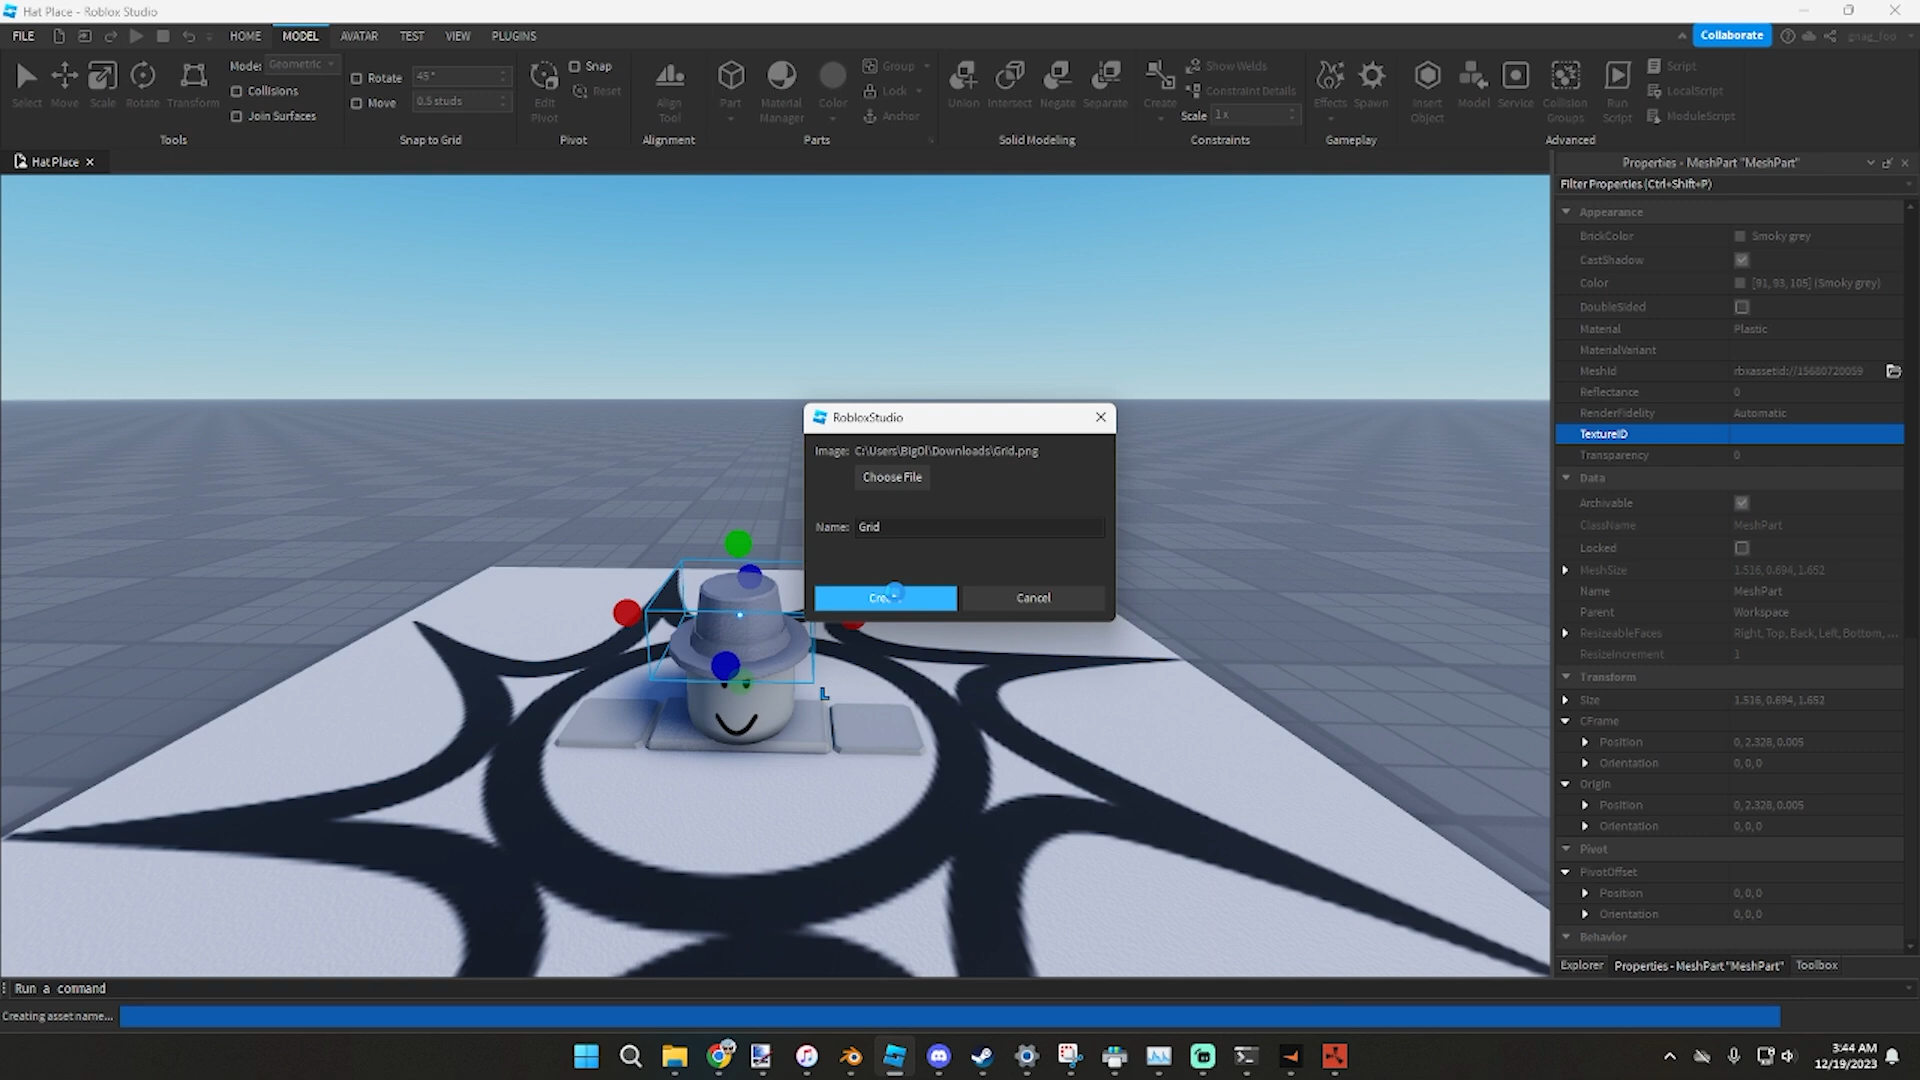 Hat Place - Roblox Studio
FILE HOME MODEL AVATAR TEST VIEW PLUGINS
Collaborate gnag_foo
Select Move Scale Rotate Transform
Mode: Geometric
Collisions
Join Surfaces
Tools
Rotate 45°
Move 0.5 studs
Snap to Grid
Edit Pivot
Snap
Reset
Pivot
Align Tool
Alignment
Part Material Manager Color
Group
Lock
Anchor
Parts
Union Intersect Negate Separate
Solid Modeling
Create
Show Welds
Constraint Details
Scale 1x
Constraints
Effects Spawn
Gameplay
Insert Object Model Service Collision Groups Run Script
Script
LocalScript
ModuleScript
Advanced
Hat Place
Properties - MeshPart "MeshPart"
Filter Properties (Ctrl+Shift+P)
Appearance
BrickColor Smoky grey
CastShadow
Color [91, 93, 105] (Smoky grey)
DoubleSided
Material Plastic
MaterialVariant
MeshId rbxassetid://15680720059
Reflectance 0
RenderFidelity Automatic
TextureID
Transparency 0
Data
Archivable
ClassName MeshPart
Locked
MeshSize 1.516, 0.694, 1.652
Name MeshPart
Parent Workspace
ResizeableFaces Right, Top, Back, Left, Bottom, ...
ResizeIncrement 1
Transform
Size 1.516, 0.694, 1.652
CFrame
Position 0, 2.328, 0.005
Orientation 0, 0, 0
Origin
Position 0, 2.328, 0.005
Orientation 0, 0, 0
Pivot
PivotOffset
Position 0, 0, 0
Orientation 0, 0, 0
Behavior
Explorer Properties - MeshPart "MeshPart" Toolbox
RobloxStudio
Image: C:\Users\BigOl\Downloads\Grid.png
Choose File
Name: Grid
Cre
Cancel
L
Run a command
Creating asset name...
3:44 AM
12/19/2023